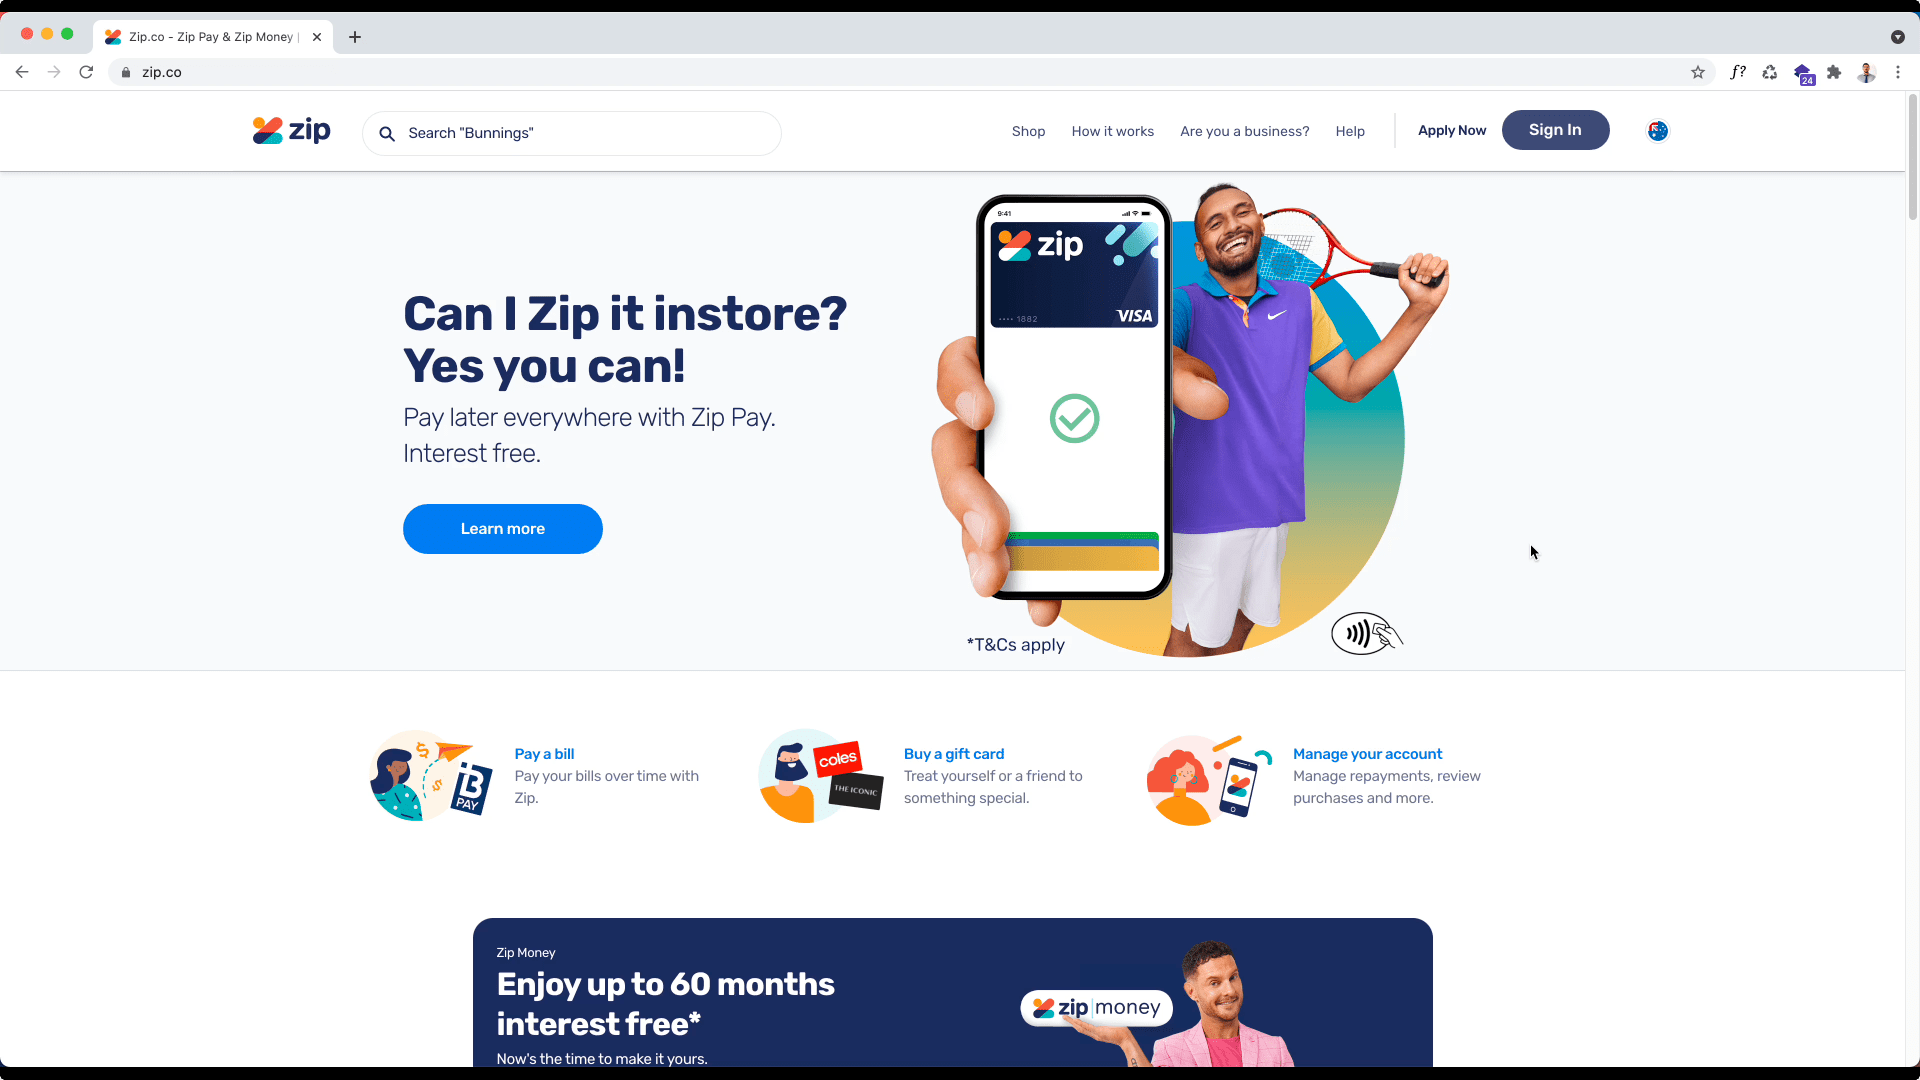 Zip.co - Zip Pay & Zip Money |
zip.co
f?
24
zip
Search "Bunnings"
Shop
How it works
Are you a business?
Help
Apply Now
Sign In
Can I Zip it instore?
Yes you can!
Pay later everywhere with Zip Pay.
Interest free.
Learn more
9:41
zip
•••• 1882
VISA
*T&Cs apply
B
PAY
Pay a bill
Pay your bills over time with
Zip.
coles
THE ICONIC
Buy a gift card
Treat yourself or a friend to
something special.
Manage your account
Manage repayments, review
purchases and more.
Zip Money
Enjoy up to 60 months
interest free*
Now's the time to make it yours.
zip|money